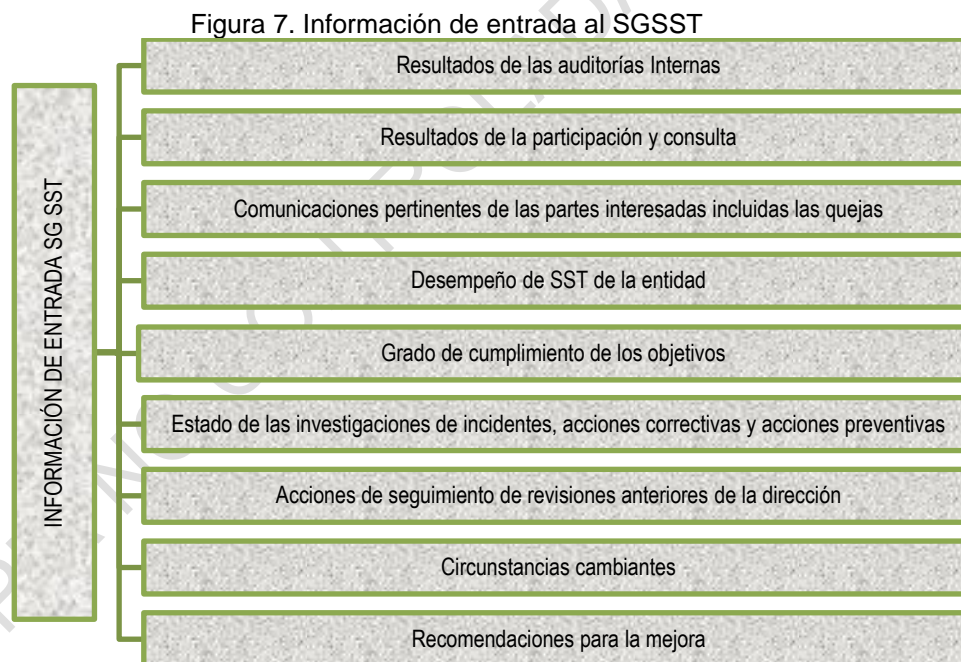 Figura 7. Información de entrada al SGSST
INFORMACIÓN DE ENTRADA SG SST
Resultados de las auditorías Internas
Resultados de la participación y consulta
Comunicaciones pertinentes de las partes interesadas incluidas las quejas
Desempeño de SST de la entidad
Grado de cumplimiento de los objetivos
Estado de las investigaciones de incidentes, acciones correctivas y acciones preventivas
Acciones de seguimiento de revisiones anteriores de la dirección
Circunstancias cambiantes
Recomendaciones para la mejora